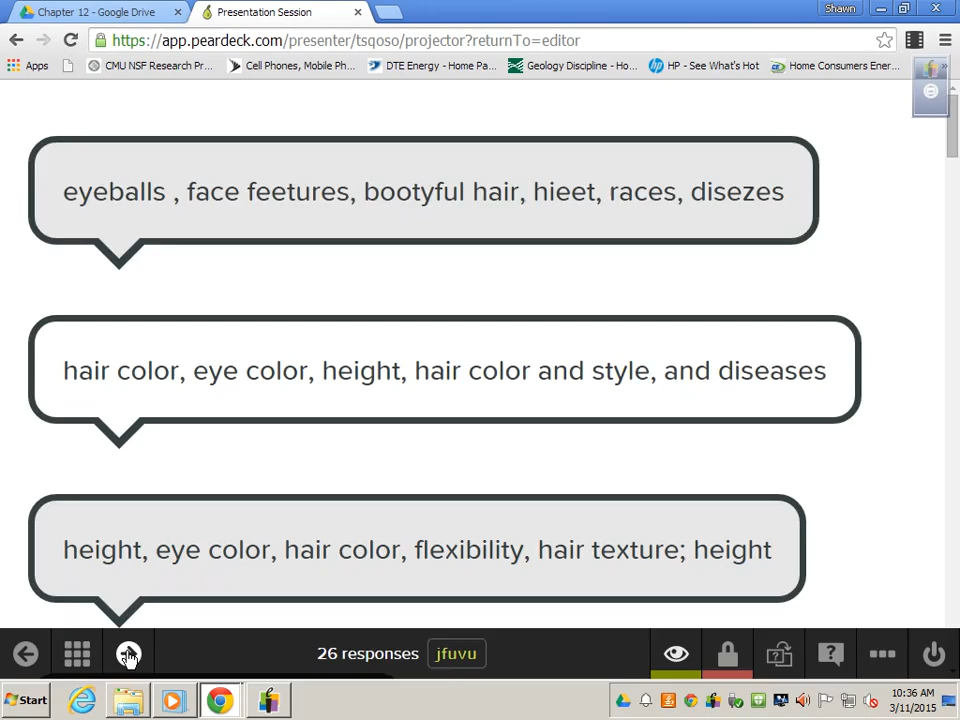 Chapter 12 - Google Drive
Presentation Session
Shawn
https://app.peardeck.com/presenter/tsqoso/projector?returnTo=editor
Apps
CMU NSF Research Pr...
Cell Phones, Mobile Ph...
DTE Energy - Home Pa...
Geology Discipline - Ho...
HP - See What's Hot
Home Consumers Ener...
eyeballs , face feetures, bootyful hair, hieet, races, disezes
hair color, eye color, height, hair color and style, and diseases
height, eye color, hair color, flexibility, hair texture; height
26 responses
jfuvu
Start
10:36 AM
3/11/2015